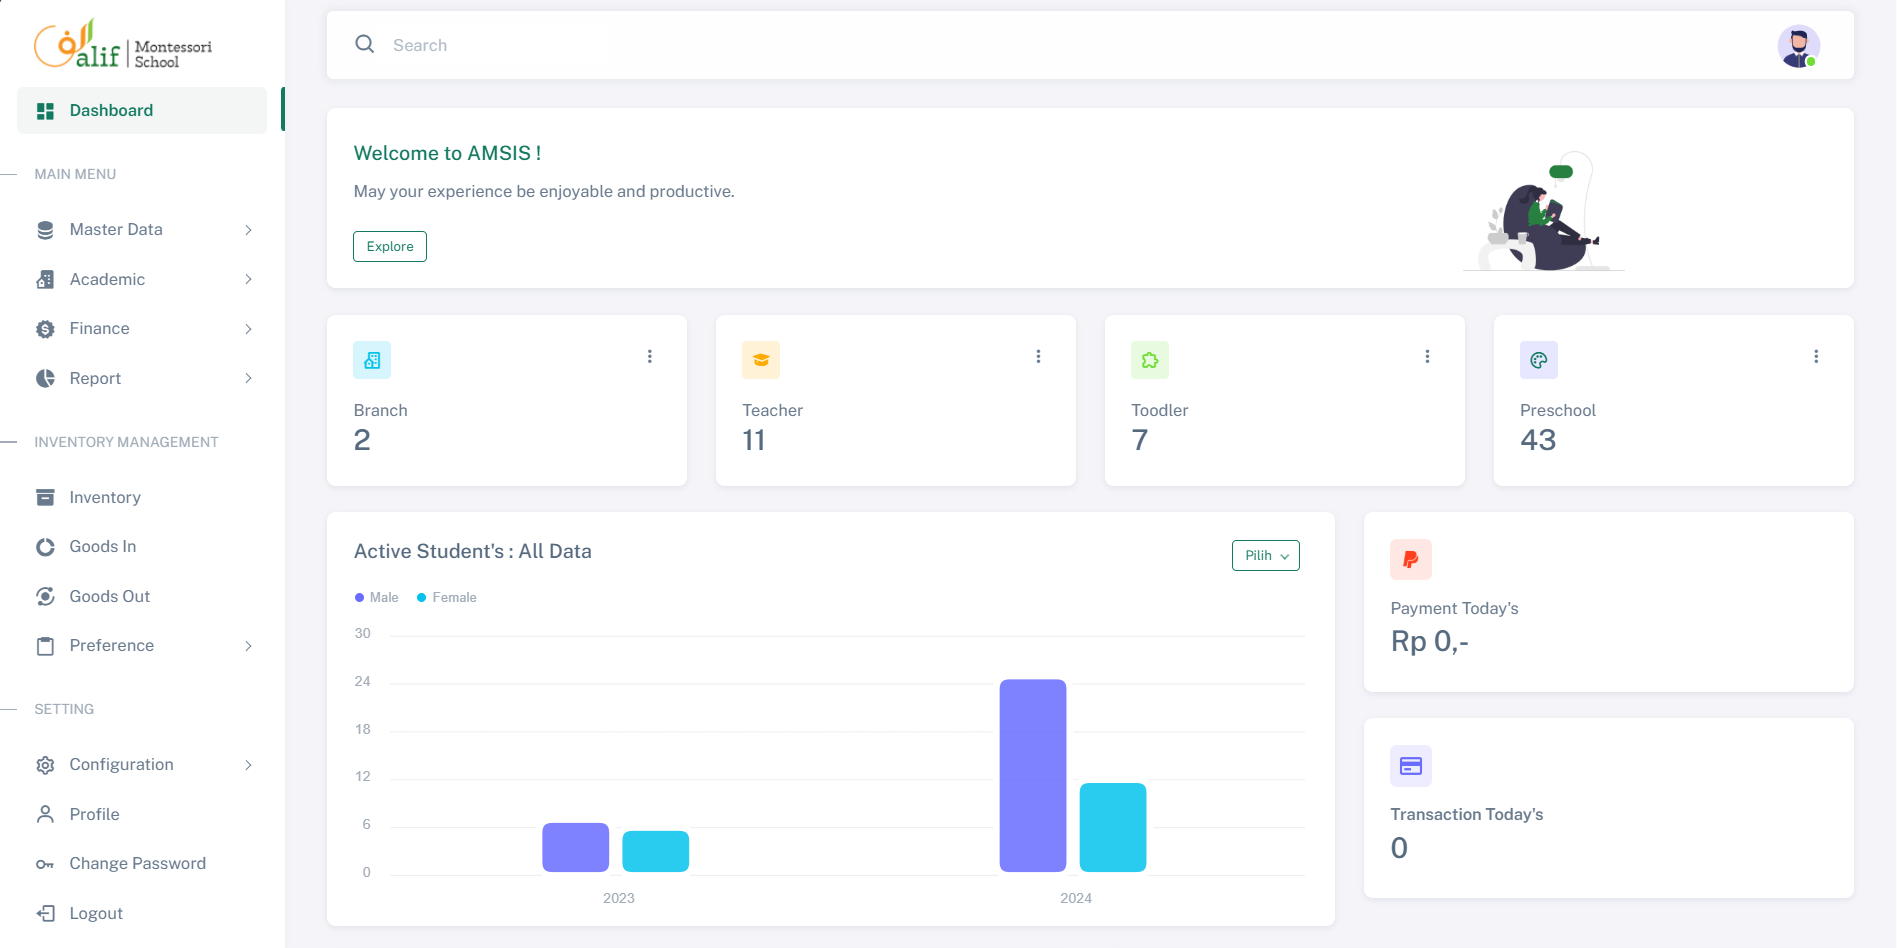 alif Montessori School
Dashboard
MAIN MENU
Master Data
Academic
Finance
Report
INVENTORY MANAGEMENT
Inventory
Goods In
Goods Out
Preference
SETTING
Configuration
Profile
Change Password
Logout
Search
Welcome to AMSIS !
May your experience be enjoyable and productive.
Explore
Branch
2
Teacher
11
Toodler
7
Preschool
43
Active Student's : All Data
Pilih
Male Female
30
24
18
12
6
0
2023 2024
Payment Today's
Rp 0,-
Transaction Today's
0